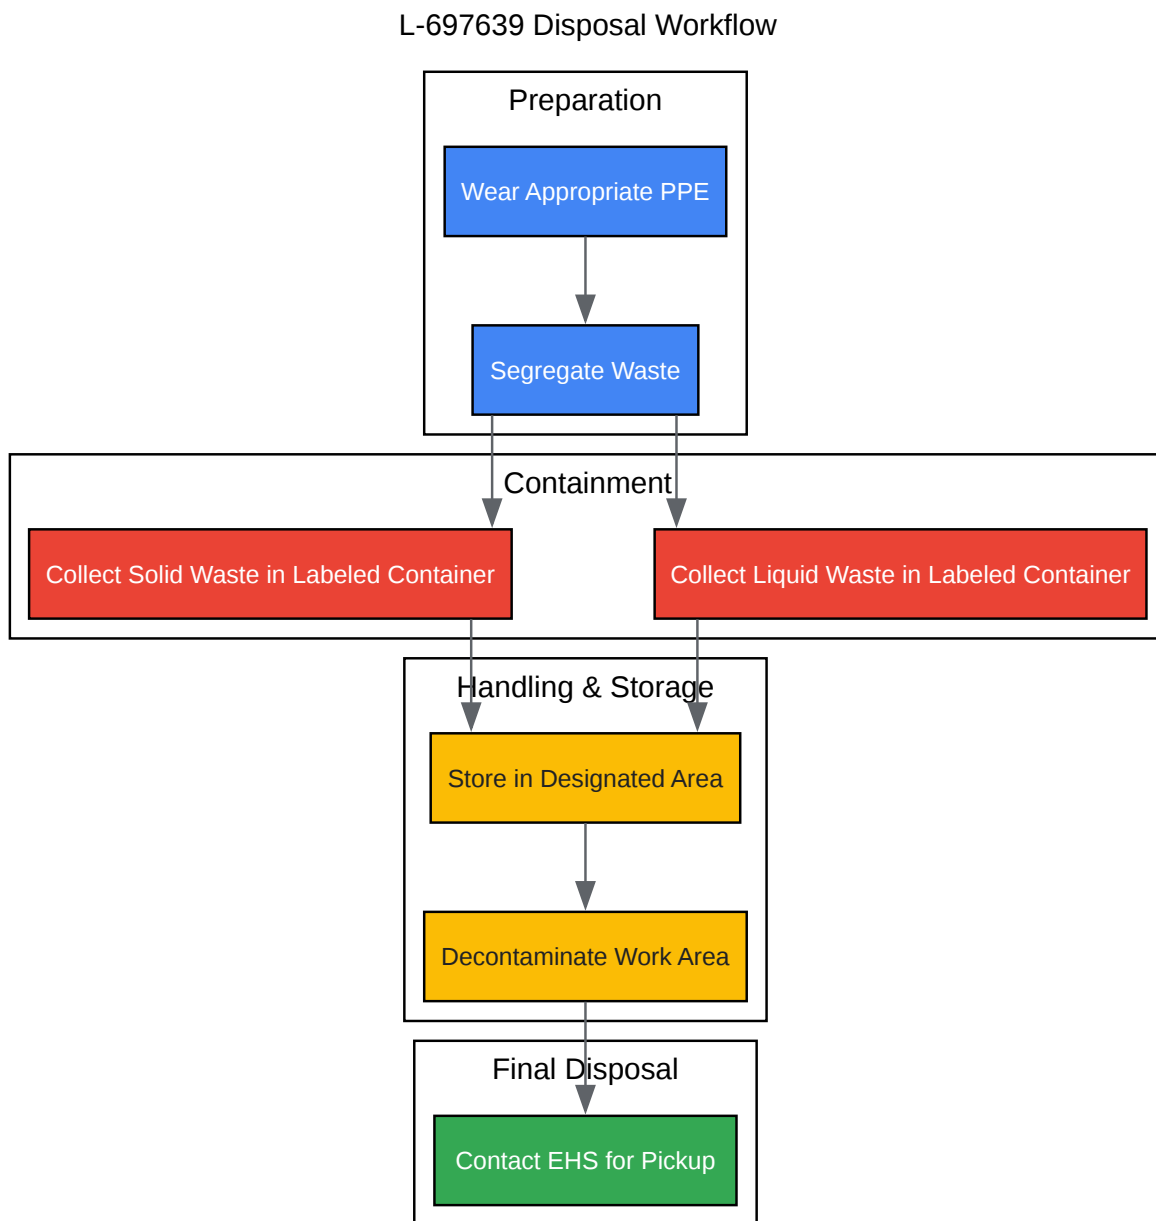 L-697639 Disposal Workflow
Preparation
Wear Appropriate PPE
Segregate Waste
Containment
Collect Solid Waste in Labeled Container
Collect Liquid Waste in Labeled Container
Handling & Storage
Store in Designated Area
Decontaminate Work Area
Final Disposal
Contact EHS for Pickup